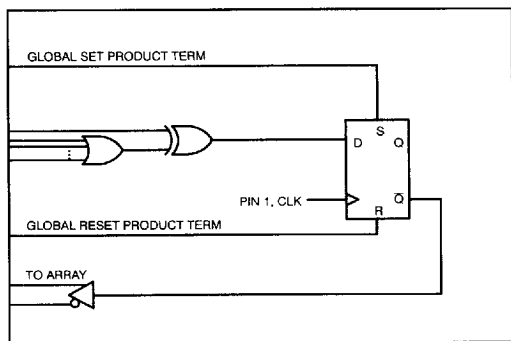 GLOBAL SET PRODUCT TERM
S
D Q
PIN 1, CLK
Q̅
R
GLOBAL RESET PRODUCT TERM
TO ARRAY